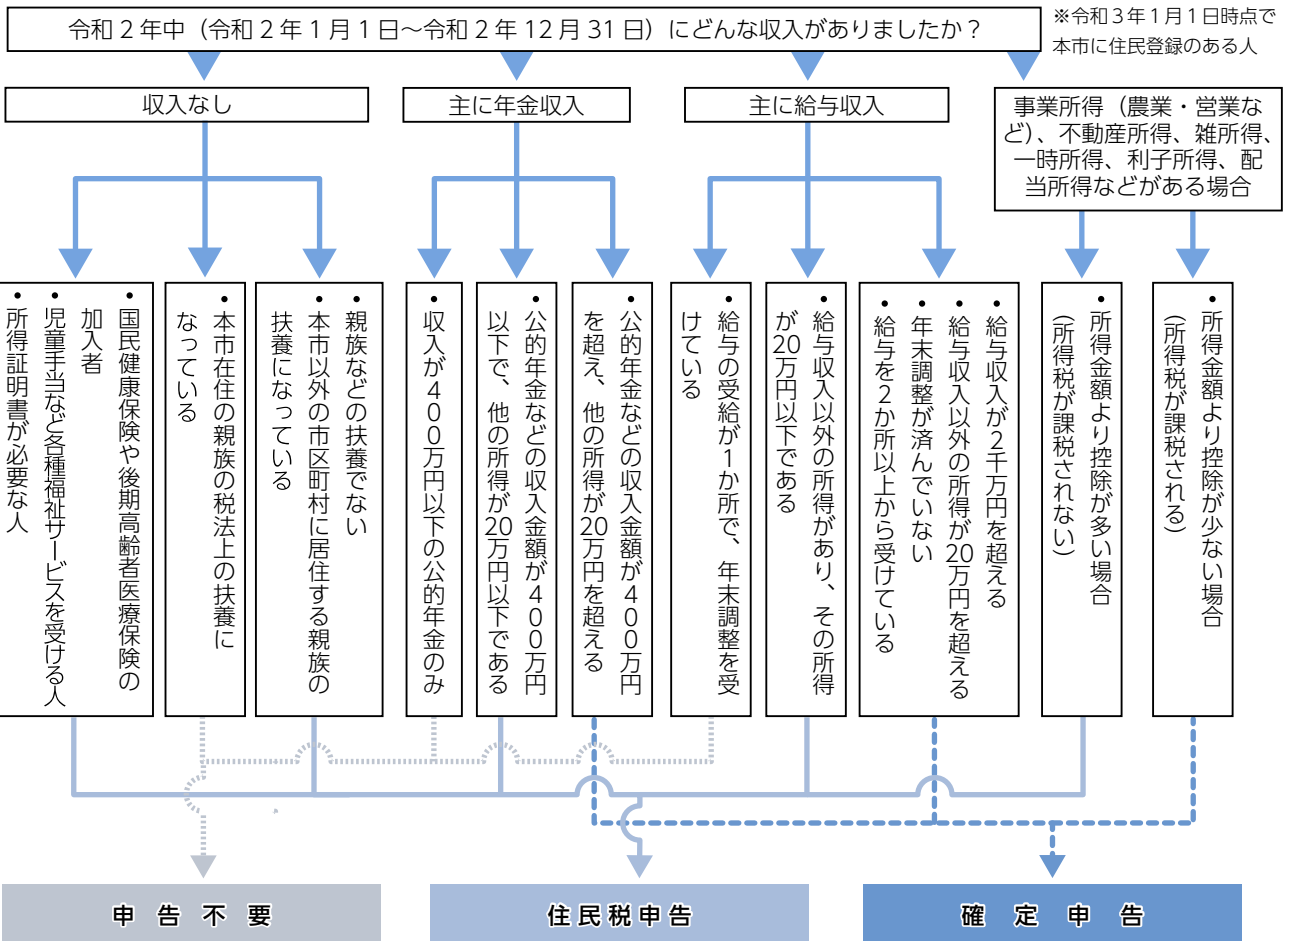 令和２年中（令和２年１月１日～令和２年 12 月 31 日）にどんな収入がありましたか？
※令和３年１月１日時点で
本市に住民登録のある人
収入なし
主に年金収入
主に給与収入
事業所得（農業・営業な
ど）、不動産所得、雑所得、
一時所得、利子所得、配
当所得などがある場合
•国民健康保険や後期高齢者医療保険の
加入者
•児童手当など各種福祉サービスを受ける人
•所得証明書が必要な人
•本市在住の親族の税法上の扶養に
なっている
•親族などの扶養でない
•本市以外の市区町村に居住する親族の
扶養になっている
•収入が４００万円以下の公的年金のみ
•公的年金などの収入金額が４００万円
以下で、他の所得が20万円以下である
•公的年金などの収入金額が４００万円
を超え、他の所得が20万円を超える
•給与の受給が１か所で、年末調整を受
けている
•給与収入以外の所得があり、その所得
が20万円以下である
•給与収入が２千万円を超える
•給与収入以外の所得が20万円を超える
•年末調整が済んでいない
•給与を２か所以上から受けている
•所得金額より控除が多い場合
（所得税が課税されない）
•所得金額より控除が少ない場合
（所得税が課税される）
申告不要
住民税申告
確定申告